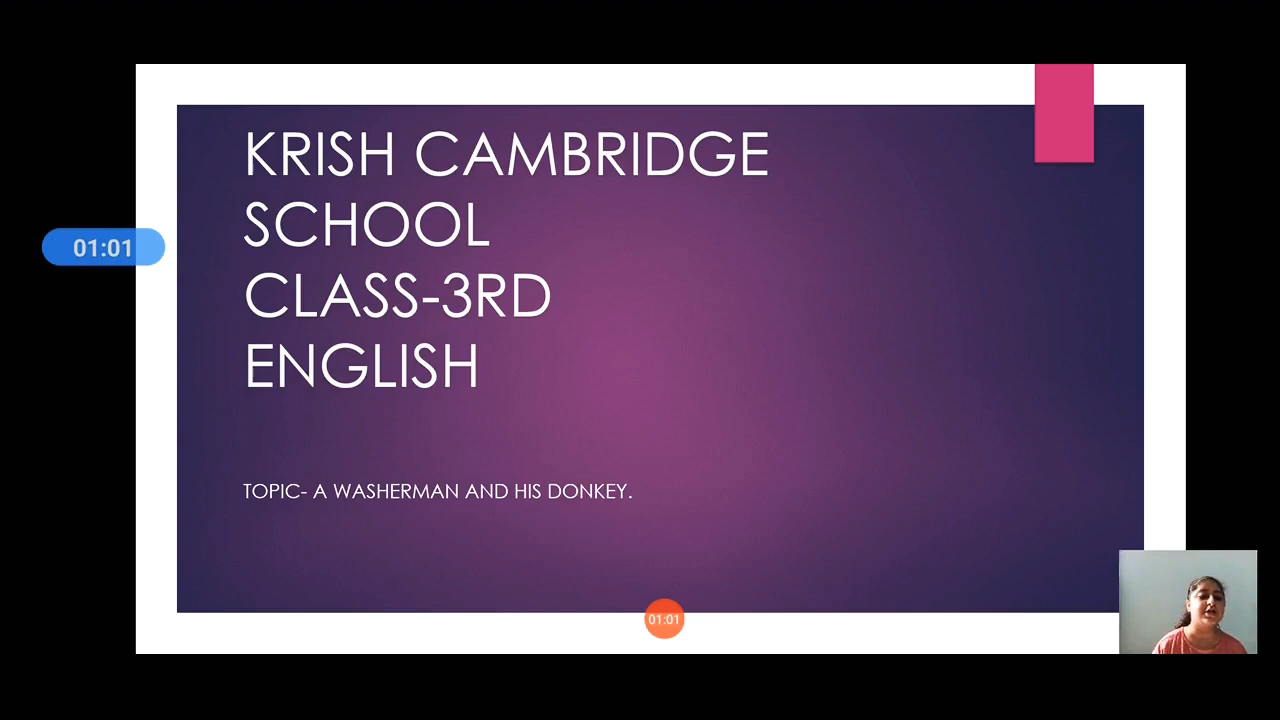 KRISH CAMBRIDGE
SCHOOL
CLASS-3RD
ENGLISH
01:01
TOPIC- A WASHERMAN AND HIS DONKEY.
01:01